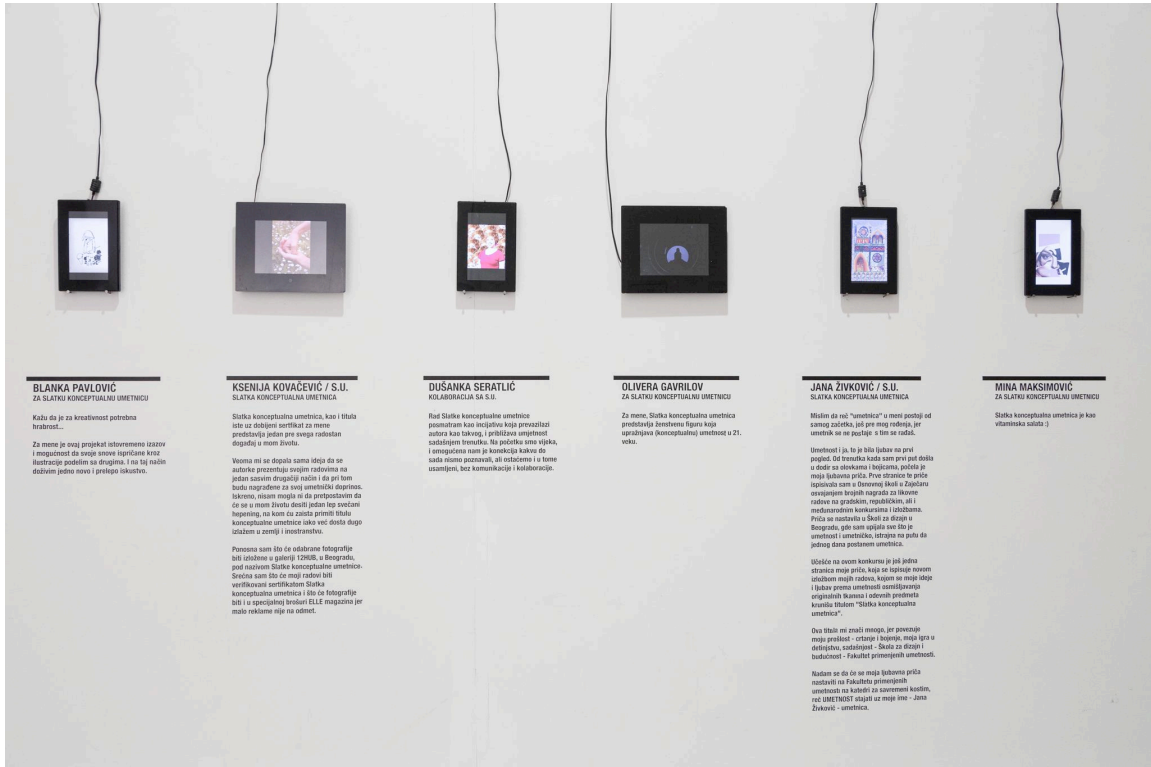 BLANKA PAVLOVIĆ
ZA SLATKU KONCEPTUALNU UMETNICU
Kažu da je za kreativnost potrebna
hrabrost...
Za mene je ovaj projekat istovremeno izazov
i mogućnost da svoje snove ispričane kroz
ilustracije podelim sa drugima. I na taj način
doživim jedno novo i prelepo iskustvo.
KSENIJA KOVAČEVIĆ / S.U.
SLATKA KONCEPTUALNA UMETNICA
Slatka konceptualna umetnica, kao i titula
iste uz dobijeni sertfikat za mene
predstavlja jedan pre svega radostan
događaj u mom životu.
Veoma mi se dopala sama ideja da se
autorke prezentuju svojim radovima na
jedan sasvim drugačiji način i da pri tom
budu nagrađene za svoj umetnički doprinos.
Iskreno, nisam mogla ni da pretpostavim da
će se u mom životu desiti jedan lep svečani
hepening, na kom ću zaista primiti titulu
konceptualne umetnice iako već dosta dugo
izlažem u zemlji i inostranstvu.
Ponosna sam što će odabrane fotografije
biti izložene u galeriji 12HUB, u Beogradu,
pod nazivom Slatke konceptualne umetnice.
Srećna sam što će moji radovi biti
verifikovani sertifikatom Slatka
konceptualna umetnica i što će fotografije
biti i u specijalnoj brošuri ELLE magazina jer
malo reklame nije na odmet.
DUŠANKA SERATLIĆ
KOLABORACIJA SA S.U.
Rad Slatke konceptualne umetnice
posmatram kao incijativu koja prevazilazi
autora kao takvog, i približava umjetnost
sadašnjem trenutku. Na početku smo vijeka,
i omogućena nam je konekcija kakvu do
sada nismo poznavali, ali ostaćemo i u tome
usamljeni, bez komunikacije i kolaboracije.
OLIVERA GAVRILOV
ZA SLATKU KONCEPTUALNU UMETNICU
Za mene, Slatka konceptualna umetnica
predstavlja ženstvenu figuru koja
upražnjava (konceptualnu) umetnost u 21.
veku.
JANA ŽIVKOVIĆ / S.U.
SLATKA KONCEPTUALNA UMETNICA
Mislim da reč "umetnica" u meni postoji od
samog začetka, još pre mog rođenja, jer
umetnik se ne postaje s tim se rađaš.
Umetnost i ja, to je bila ljubav na prvi
pogled. Od trenutka kada sam prvi put došla
u dodir sa olovkama i bojicama, počela je
moja ljubavna priča. Prve stranice te priče
ispisivala sam u Osnovnoj školi u Zaječaru
osvajanjem brojnih nagrada za likovne
radove na gradskim, republičkim, ali i
međunarodnim konkursima i izložbama.
Priča se nastavila u Školi za dizajn u
Beogradu, gde sam upijala sve što je
umetnost i umetničko, istrajna na putu da
jednog dana postanem umetnica.
Učešće na ovom konkursu je još jedna
stranica moje priče, koja se ispisuje novom
izložbom mojih radova, kojom se moje ideje
i ljubav prema umetnosti osmišljavanja
originalnih tkanina i odevnih predmeta
krunišu titulom "Slatka konceptualna
umetnica".
Ova titula mi znači mnogo, jer povezuje
moju prošlost - crtanje i bojenje, moja igra u
detinjstvu, sadašnjost - Škola za dizajn i
budućnost - Fakultet primenjenih umetnosti.
Nadam se da će se moja ljubavna priča
nastaviti na Fakultetu primenjenih
umetnosti na katedri za savremeni kostim,
reč UMETNOST stajati uz moje ime - Jana
Živković - umetnica.
MINA MAKSIMOVIĆ
ZA SLATKU KONCEPTUALNU UMETNICU
Slatka konceptualna umetnica je kao
vitaminska salata :)